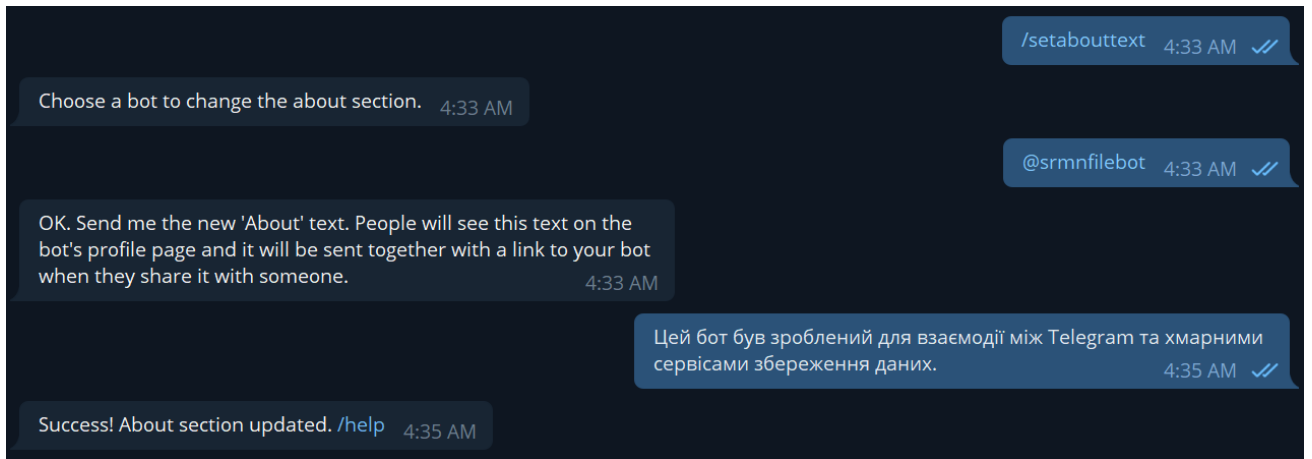 /setabouttext 4:33 AM
Choose a bot to change the about section. 4:33 AM
@srmnfilebot 4:33 AM
OK. Send me the new 'About' text. People will see this text on the
bot's profile page and it will be sent together with a link to your bot
when they share it with someone. 4:33 AM
Цей бот був зроблений для взаємодії між Telegram та хмарними
сервісами збереження даних. 4:35 AM
Success! About section updated. /help 4:35 AM